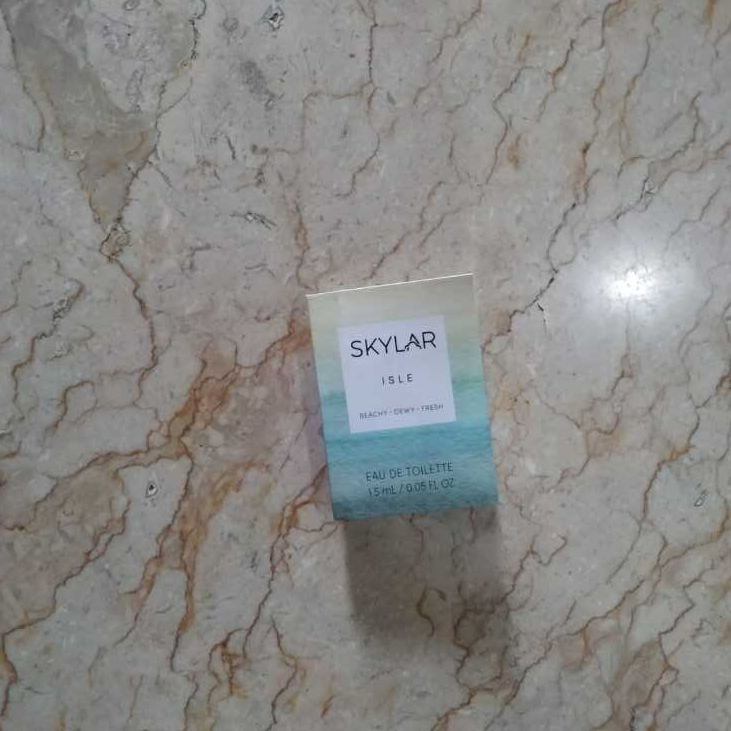 SKYLAR
ISLE
BEACHY · DEWY · FRESH
EAU DE TOILETTE
1.5 mL / 0.05 FL OZ